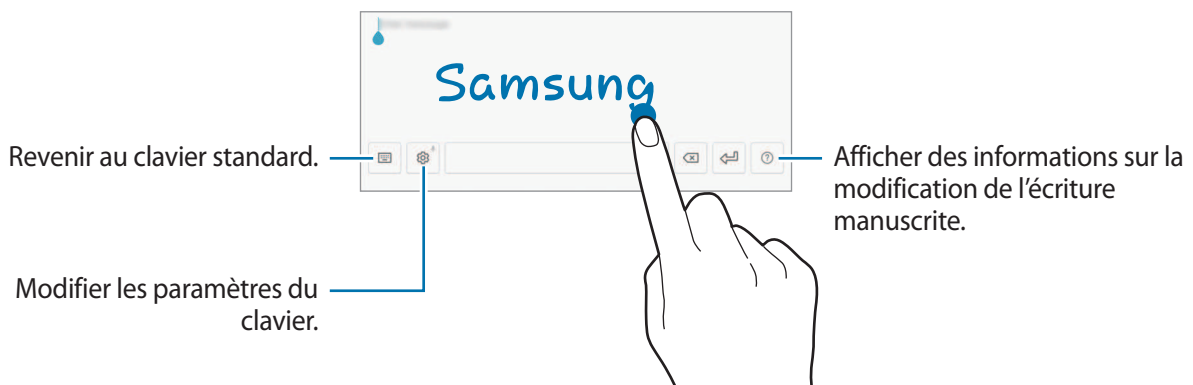 Samsung
Revenir au clavier standard.
Afficher des informations sur la
modification de l’écriture
manuscrite.
Modifier les paramètres du
clavier.